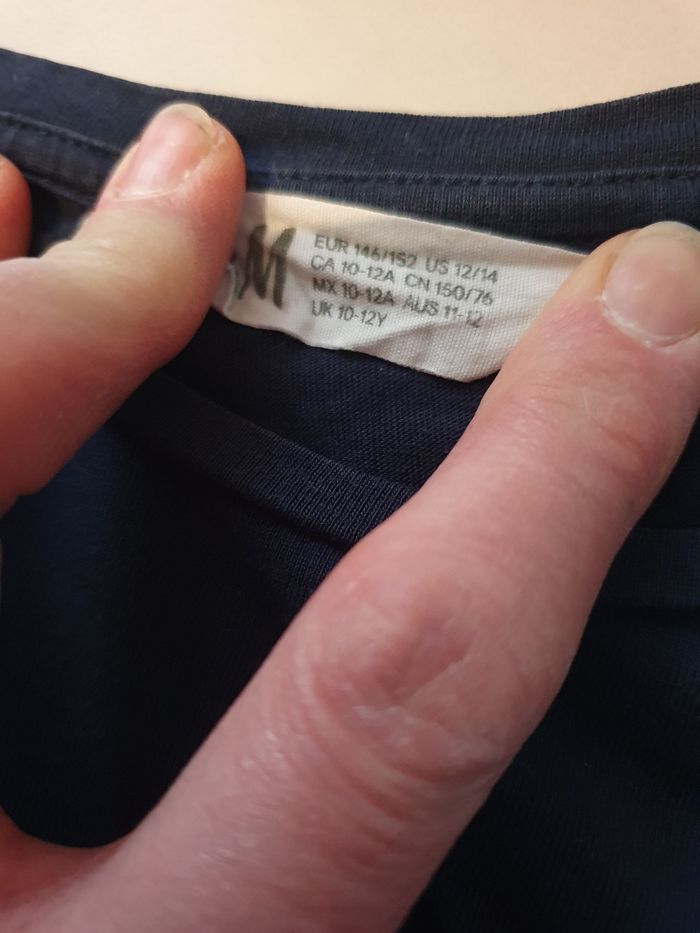 M
EUR 146/152 US 12/14
CA 10-12A CN 150/76
MX 10-12A AUS 11-12
UK 10-12Y